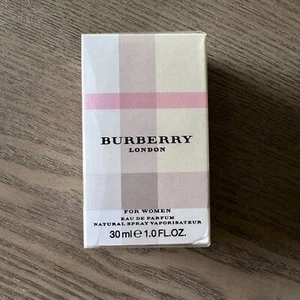 BURBERRY
LONDON
FOR WOMEN
EAU DE PARFUM
NATURAL SPRAY VAPORISATEUR
30 ml ℮ 1.0 FL.OZ.